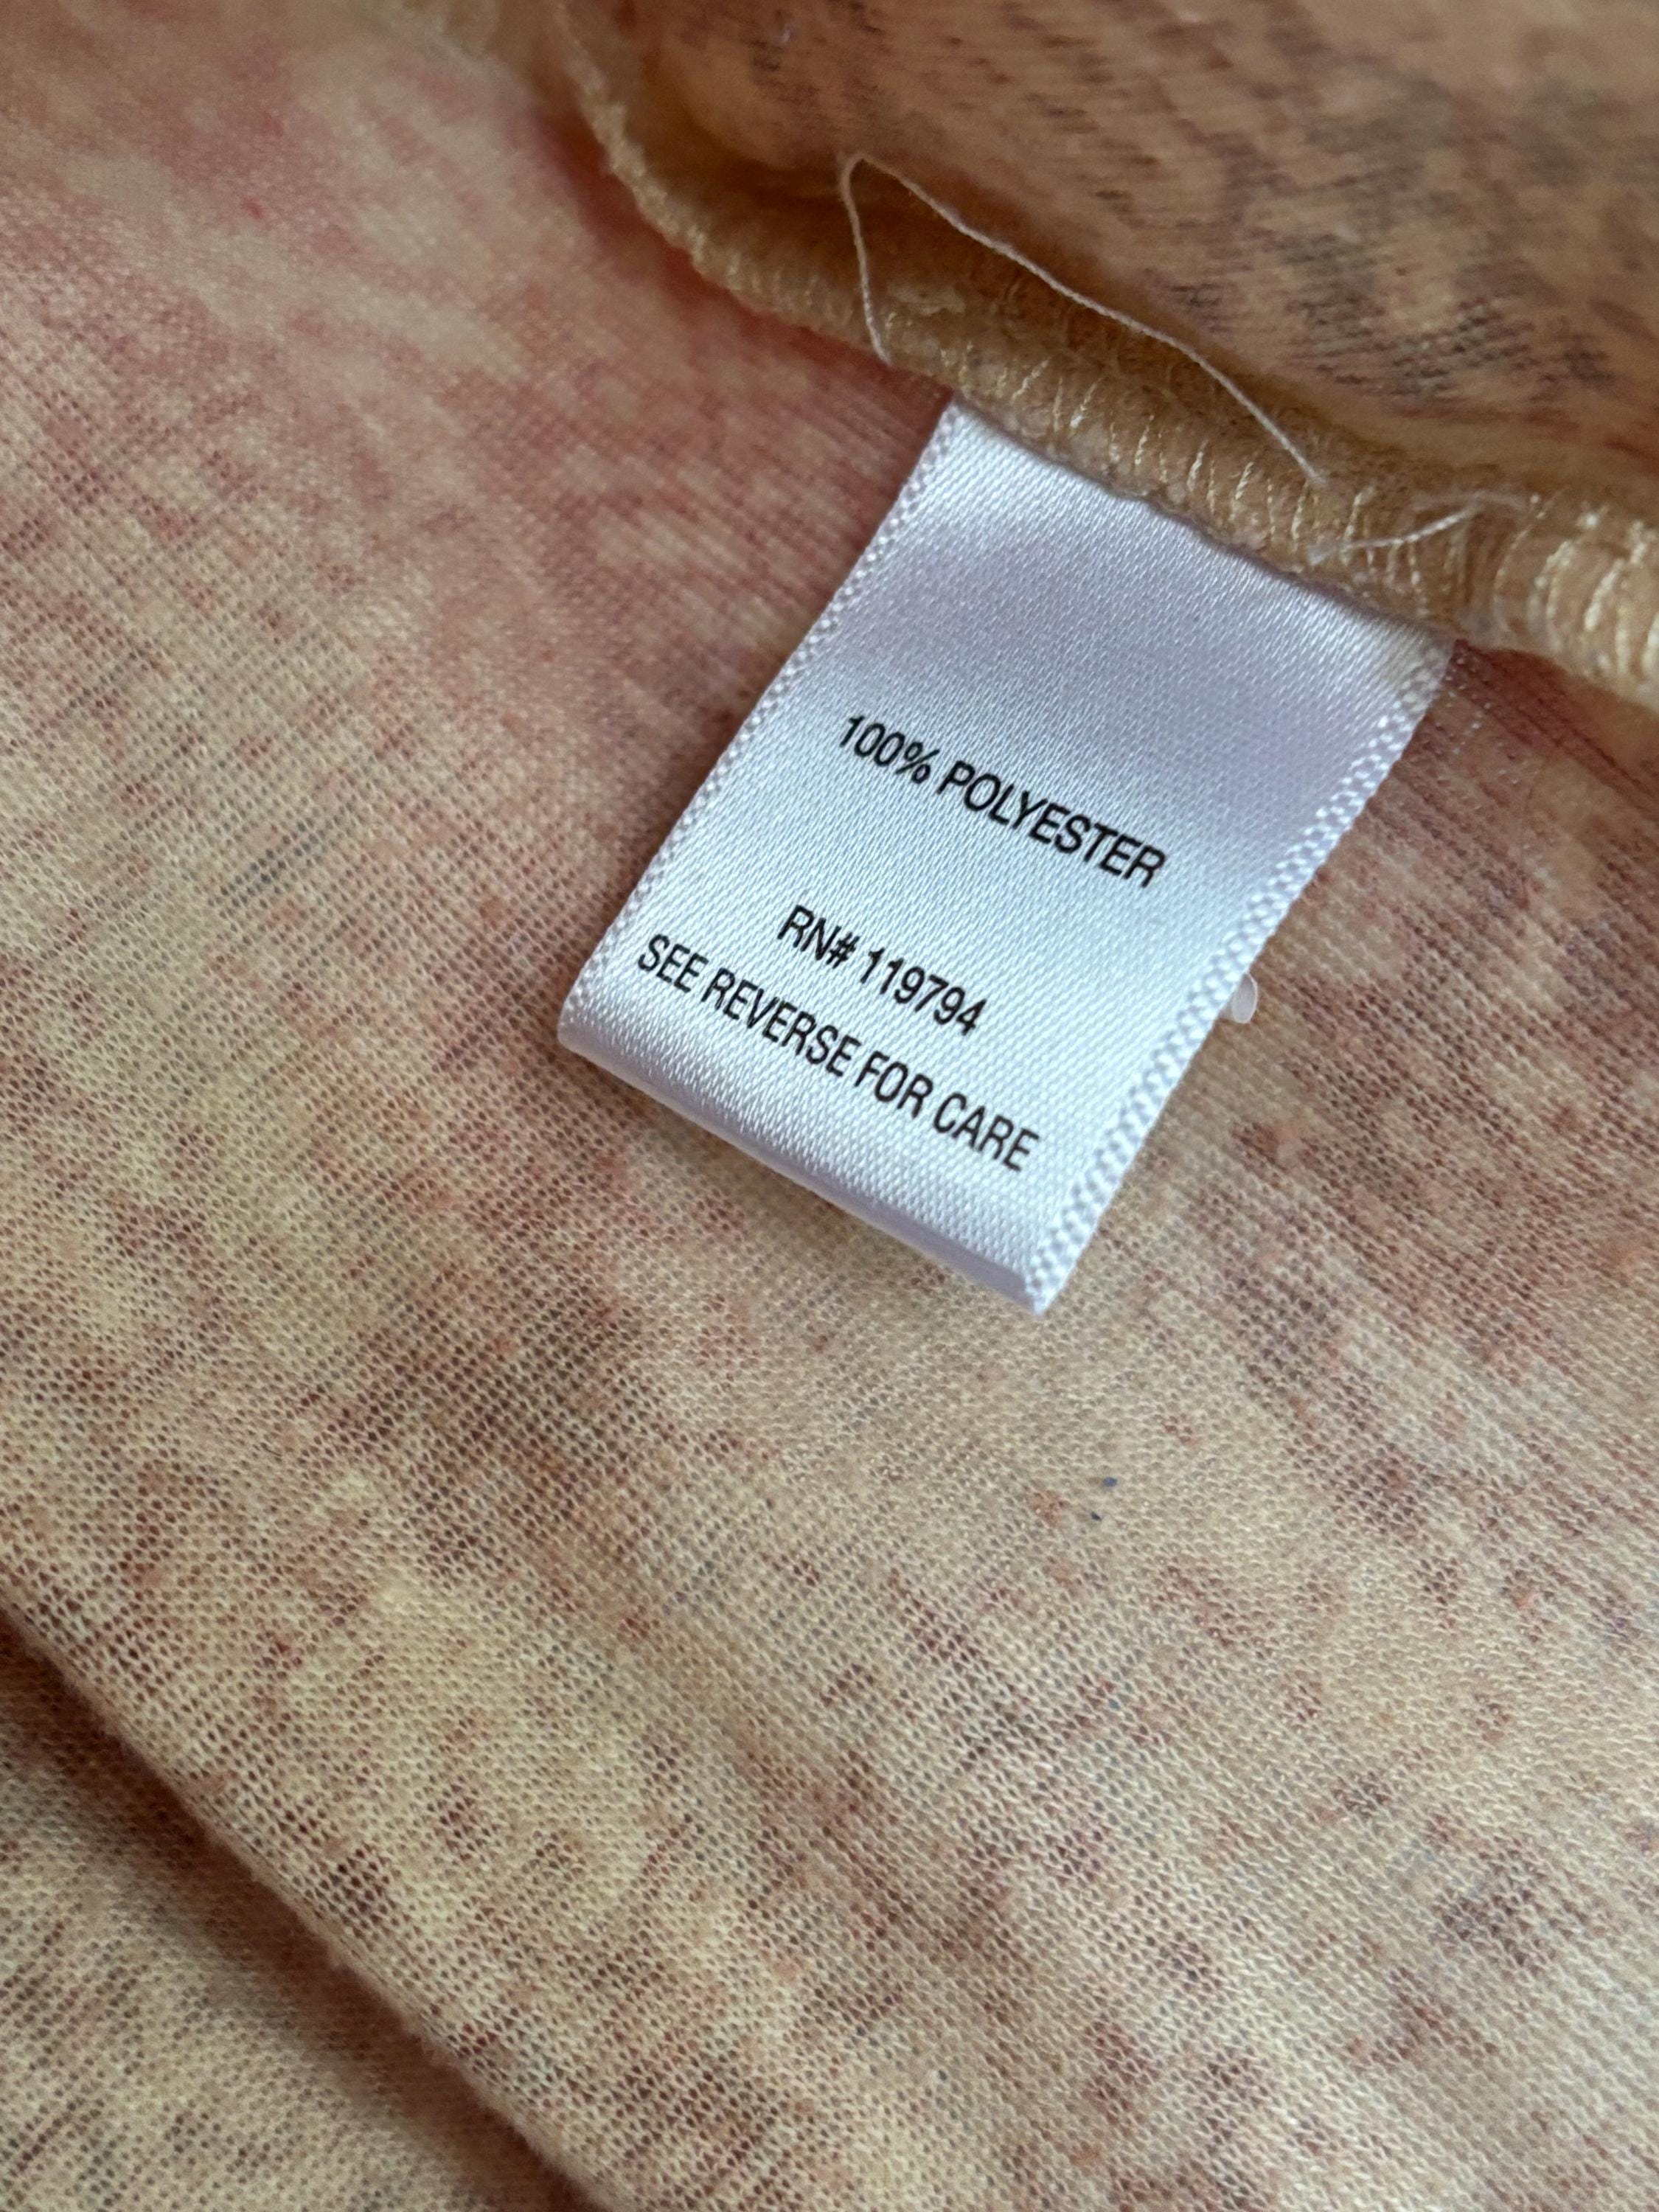 100% POLYESTER
RN# 119794
SEE REVERSE FOR CARE